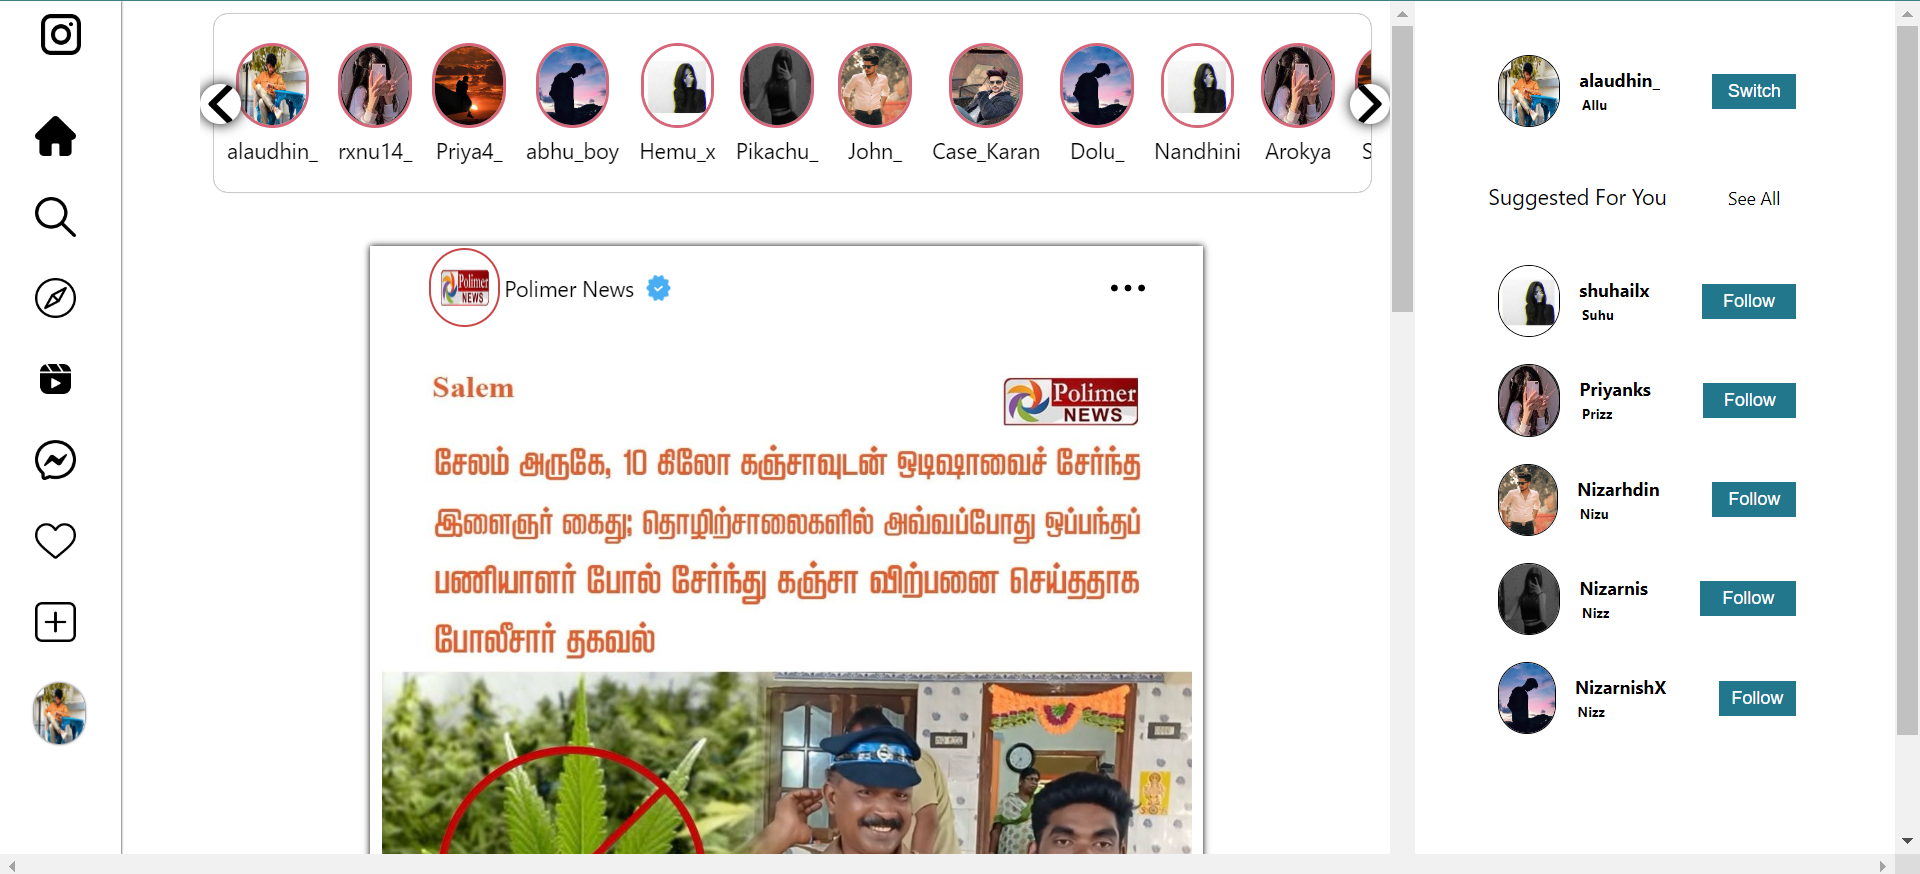 alaudhin_
rxnu14_
Priya4_
abhu_boy
Hemu_x
Pikachu_
John_
Case_Karan
Dolu_
Nandhini
Arokya
S
Polimer
NEWS
Polimer News
Salem
Polimer
NEWS
சேலம் அருகே, 10 கிலோ கஞ்சாவுடன் ஒடிஷாவைச் சேர்ந்த
இளைஞர் கைது; தொழிற்சாலைகளில் அவ்வப்போது ஒப்பந்தப்
பணியாளர் போல் சேர்ந்து கஞ்சா விற்பனை செய்ததாக
போலீசார் தகவல்
alaudhin_
Allu
Switch
Suggested For You
See All
shuhailx
Suhu
Follow
Priyanks
Prizz
Follow
Nizarhdin
Nizu
Follow
Nizarnis
Nizz
Follow
NizarnishX
Nizz
Follow